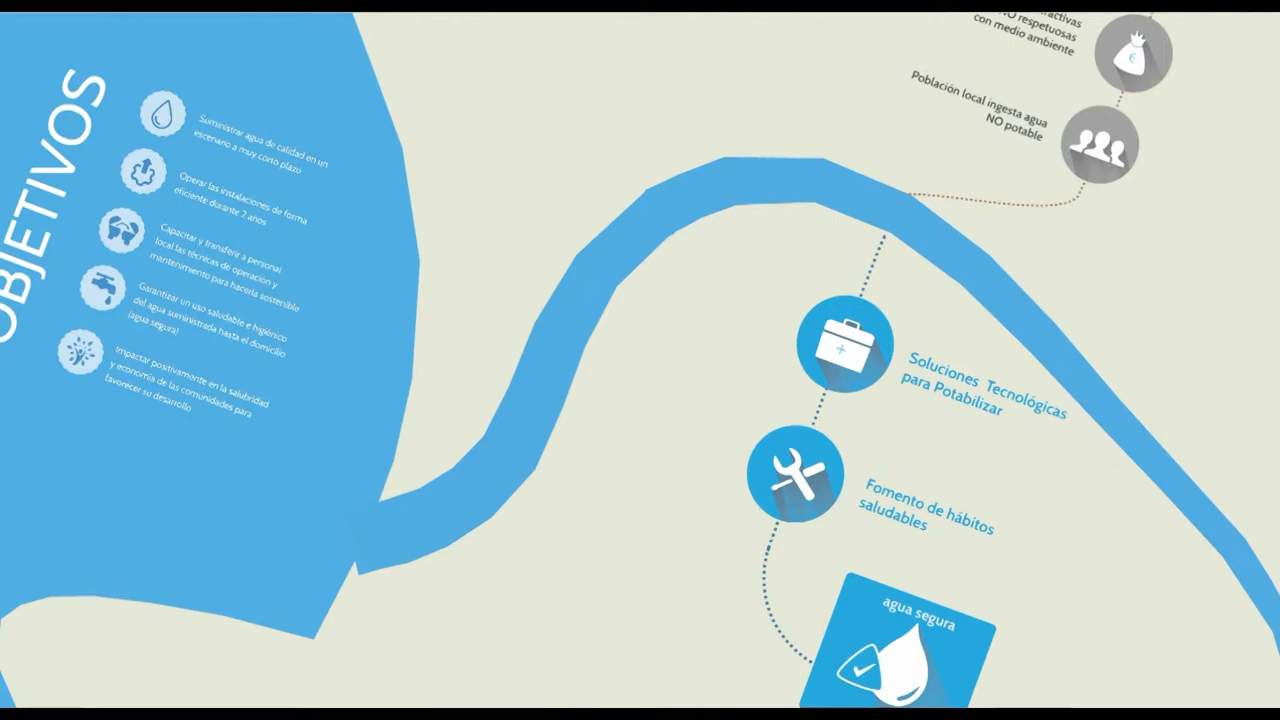 OBJETIVOS
Suministrar agua de calidad en un
escenario a muy corto plazo
Operar las instalaciones de forma
eficiente durante 2 años
Capacitar y transferir a personal
local las técnicas de operación y
mantenimiento para hacerla sostenible
Garantizar un uso saludable e higiénico
del agua suministrada hasta el domicilio
(agua segura)
Impactar positivamente en la salubridad
y economía de las comunidades para
favorecer su desarrollo
NO respetuosas
con medio ambiente
€
Población local ingesta agua
NO potable
Soluciones Tecnológicas
para Potabilizar
Fomento de hábitos
saludables
agua segura